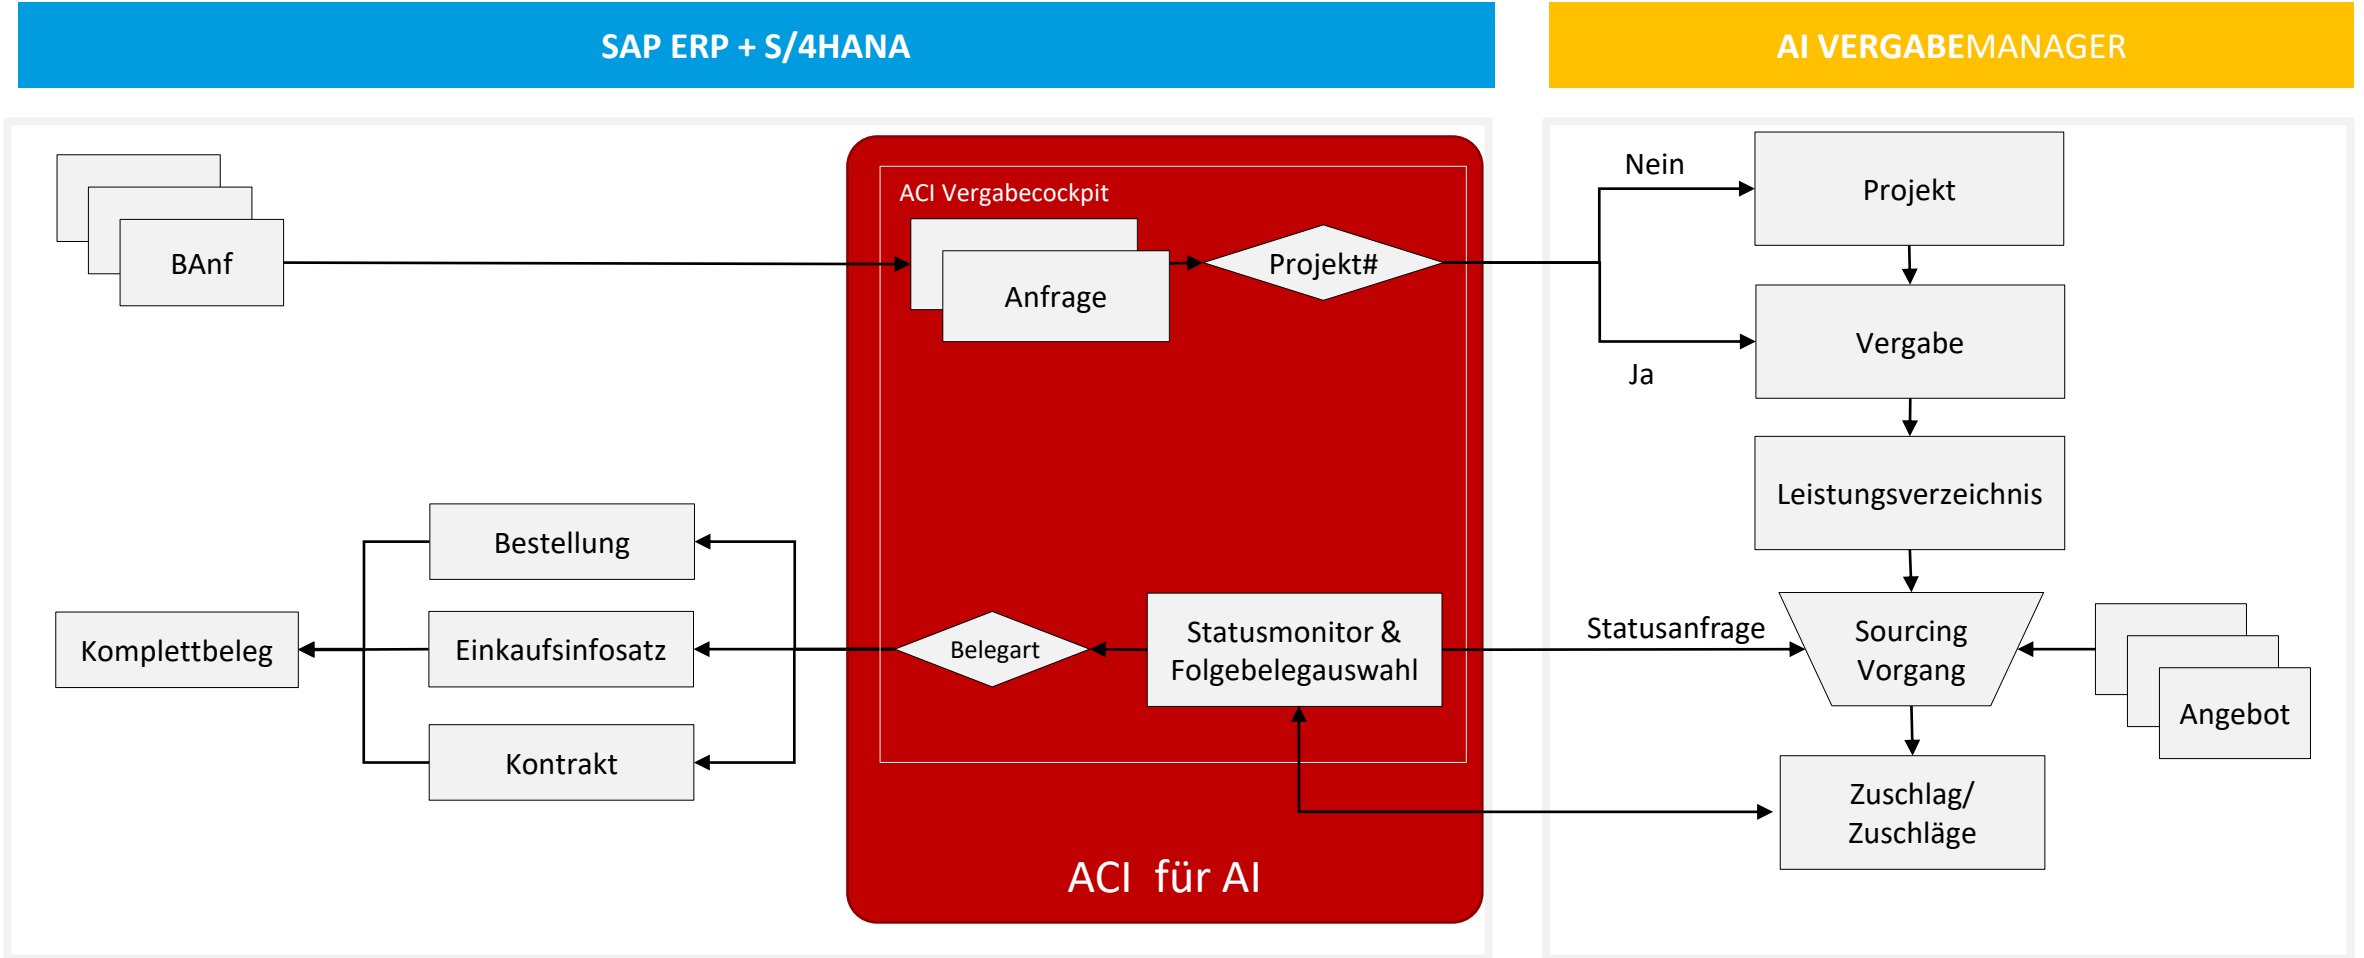 SAP ERP + S/4HANA
AI VERGABEMANAGER
ACI Vergabecockpit
BAnf
Anfrage
Projekt#
Nein
Ja
Projekt
Vergabe
Leistungsverzeichnis
Bestellung
Einkaufsinfosatz
Kontrakt
Komplettbeleg
Belegart
Statusmonitor &
Folgebelegauswahl
Statusanfrage
Sourcing
Vorgang
Angebot
Zuschlag/
Zuschläge
ACI für AI